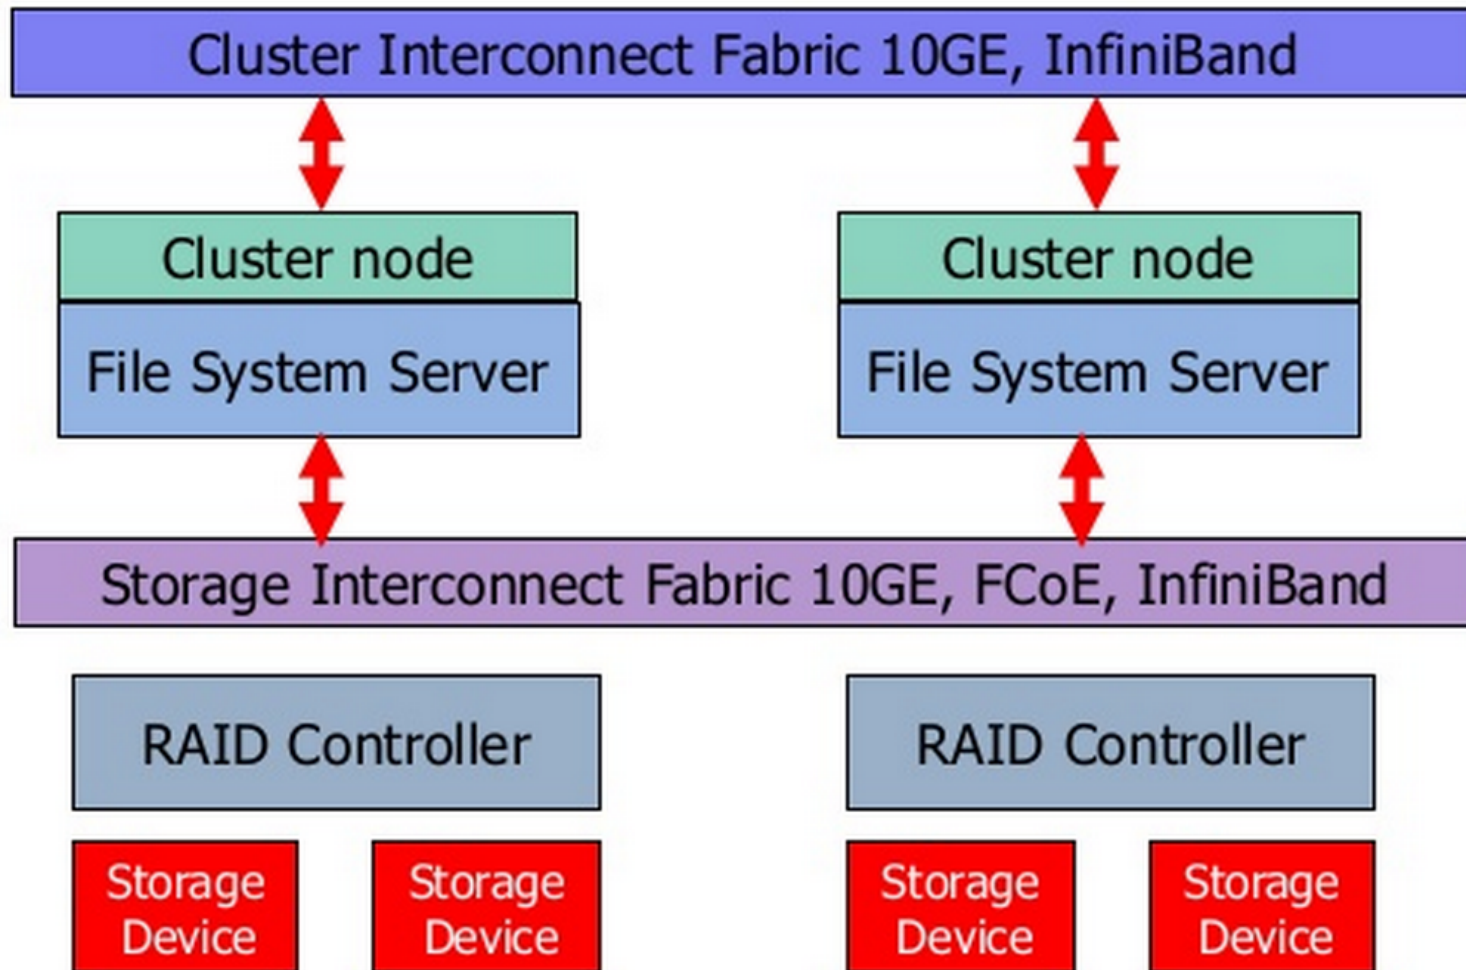 Cluster Interconnect Fabric 10GE, InfiniBand
Cluster node
Cluster node
File System Server
File System Server
Storage Interconnect Fabric 10GE, FCoE, InfiniBand
RAID Controller
RAID Controller
Storage
Device
Storage
Device
Storage
Device
Storage
Device